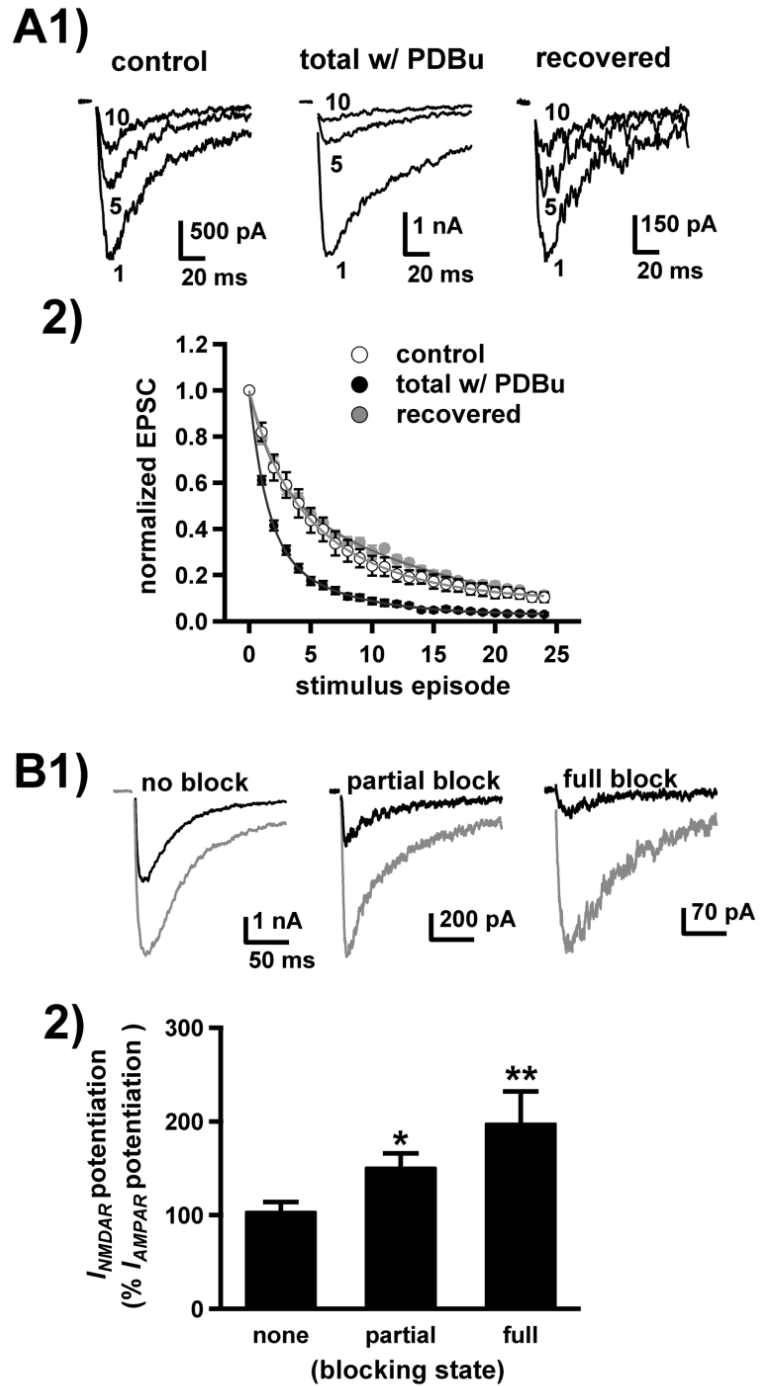 A1)
control total w/ PDBu recovered
10 10 10
5 5 5
1 1 1
500 pA 1 nA 150 pA
20 ms 20 ms 20 ms
2)
normalized EPSC
1.2
1.0
0.8
0.6
0.4
0.2
0.0
control
total w/ PDBu
recovered
0 5 10 15 20 25
stimulus episode
B1)
no block partial block full block
1 nA 200 pA 70 pA
50 ms
2)
I NMDAR potentiation
(% I AMPAR potentiation )
300
200
100
0
* **
none partial full
(blocking state)